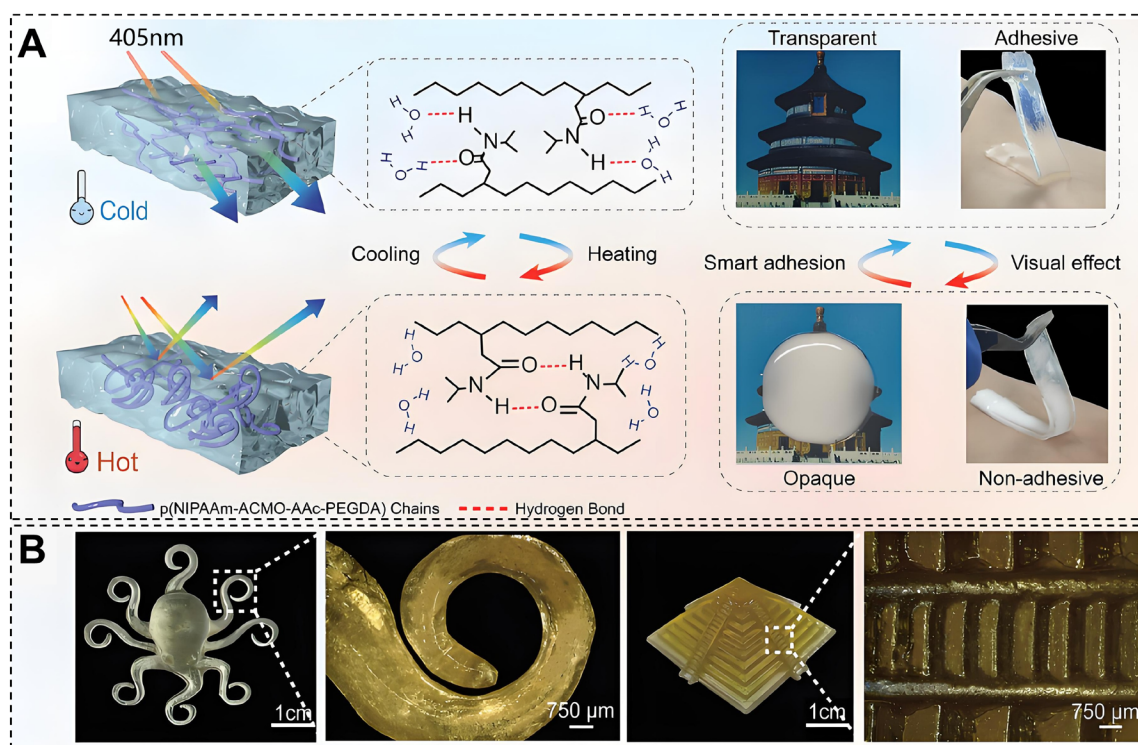 A
405nm
Cold
H
O
H
H
N
O
H
O
H
O
N
H
H
O
H
H
O
H
Transparent
Adhesive
Cooling
Heating
Smart adhesion
Visual effect
Hot
H
O
H
H
O
H
O
N
H
H
N
O
H
O
H
H
O
H
Opaque
Non-adhesive
p(NIPAAm-ACMO-AAc-PEGDA) Chains
Hydrogen Bond
B
1cm
750 µm
1cm
750 µm